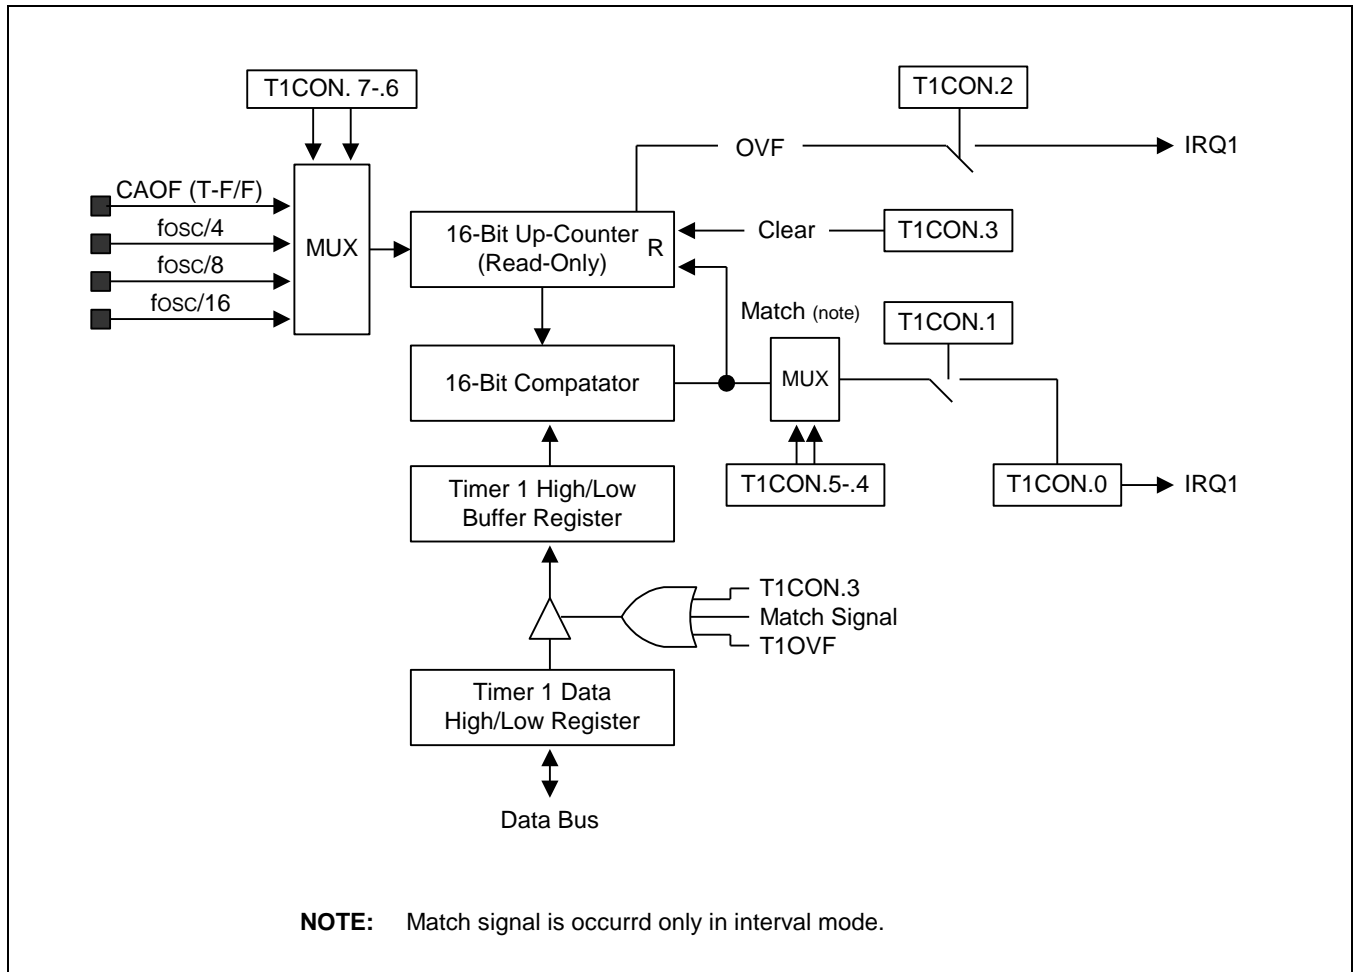 T1CON. 7-.6
T1CON.2
OVF
IRQ1
CAOF (T-F/F)
fOSC/4
fOSC/8
fOSC/16
MUX
16-Bit Up-Counter
(Read-Only)
R
Clear
T1CON.3
Match (note)
T1CON.1
16-Bit Compatator
MUX
T1CON.5-.4
T1CON.0
IRQ1
Timer 1 High/Low
Buffer Register
T1CON.3
Match Signal
T1OVF
Timer 1 Data
High/Low Register
Data Bus
NOTE: Match signal is occurrd only in interval mode.